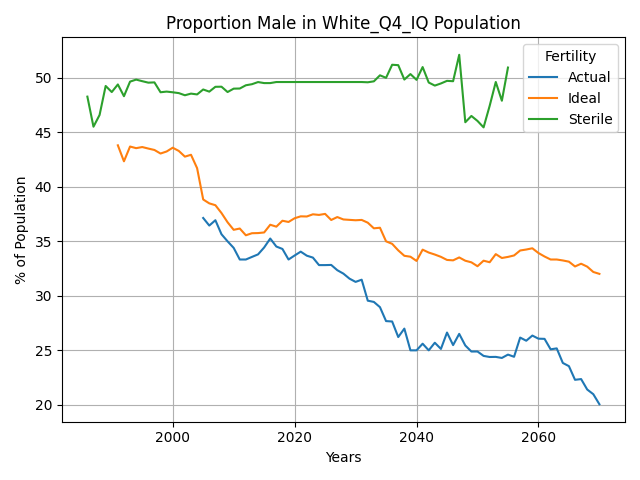 Proportion Male in White_Q4_IQ Population
% of Population
50
45
40
35
30
25
20
2000
2020
2040
2060
Years
Fertility
Actual
Ideal
Sterile